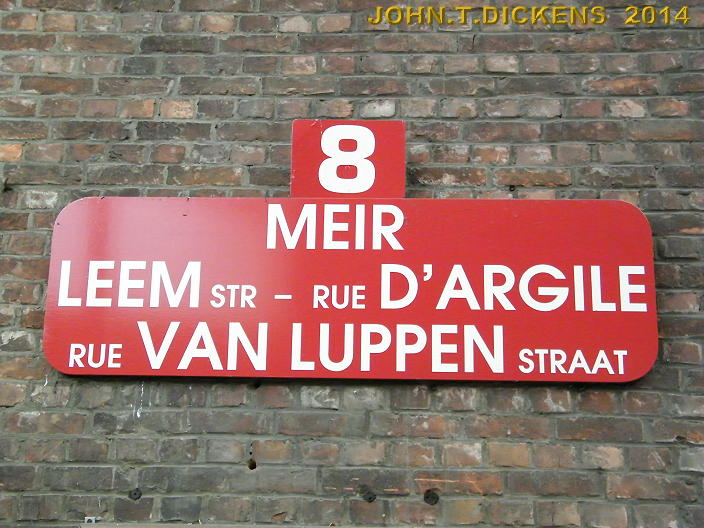 JOHN.T.DICKENS 2014
8
MEIR
LEEM STR – RUE D'ARGILE
RUE VAN LUPPEN STRAAT